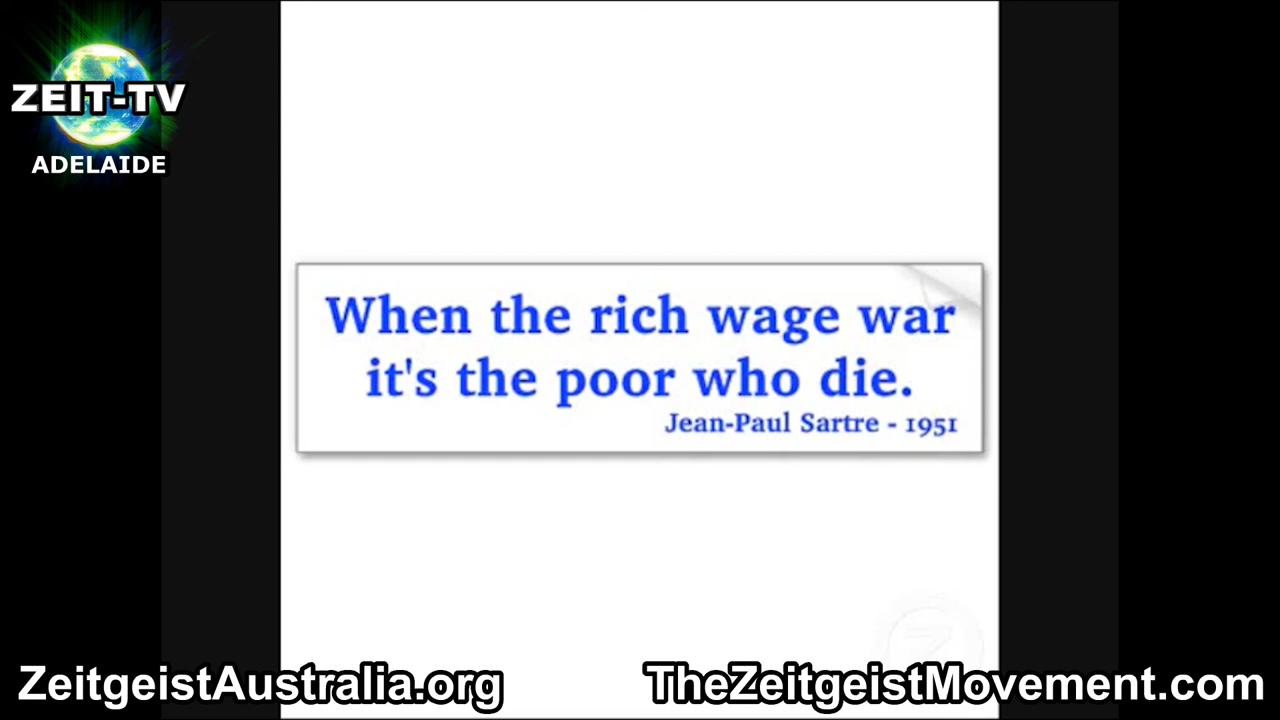 ZEIT-TV
ADELAIDE
When the rich wage war
it's the poor who die.
Jean-Paul Sartre - 1951
ZeitgeistAustralia.org
TheZeitgeistMovement.com